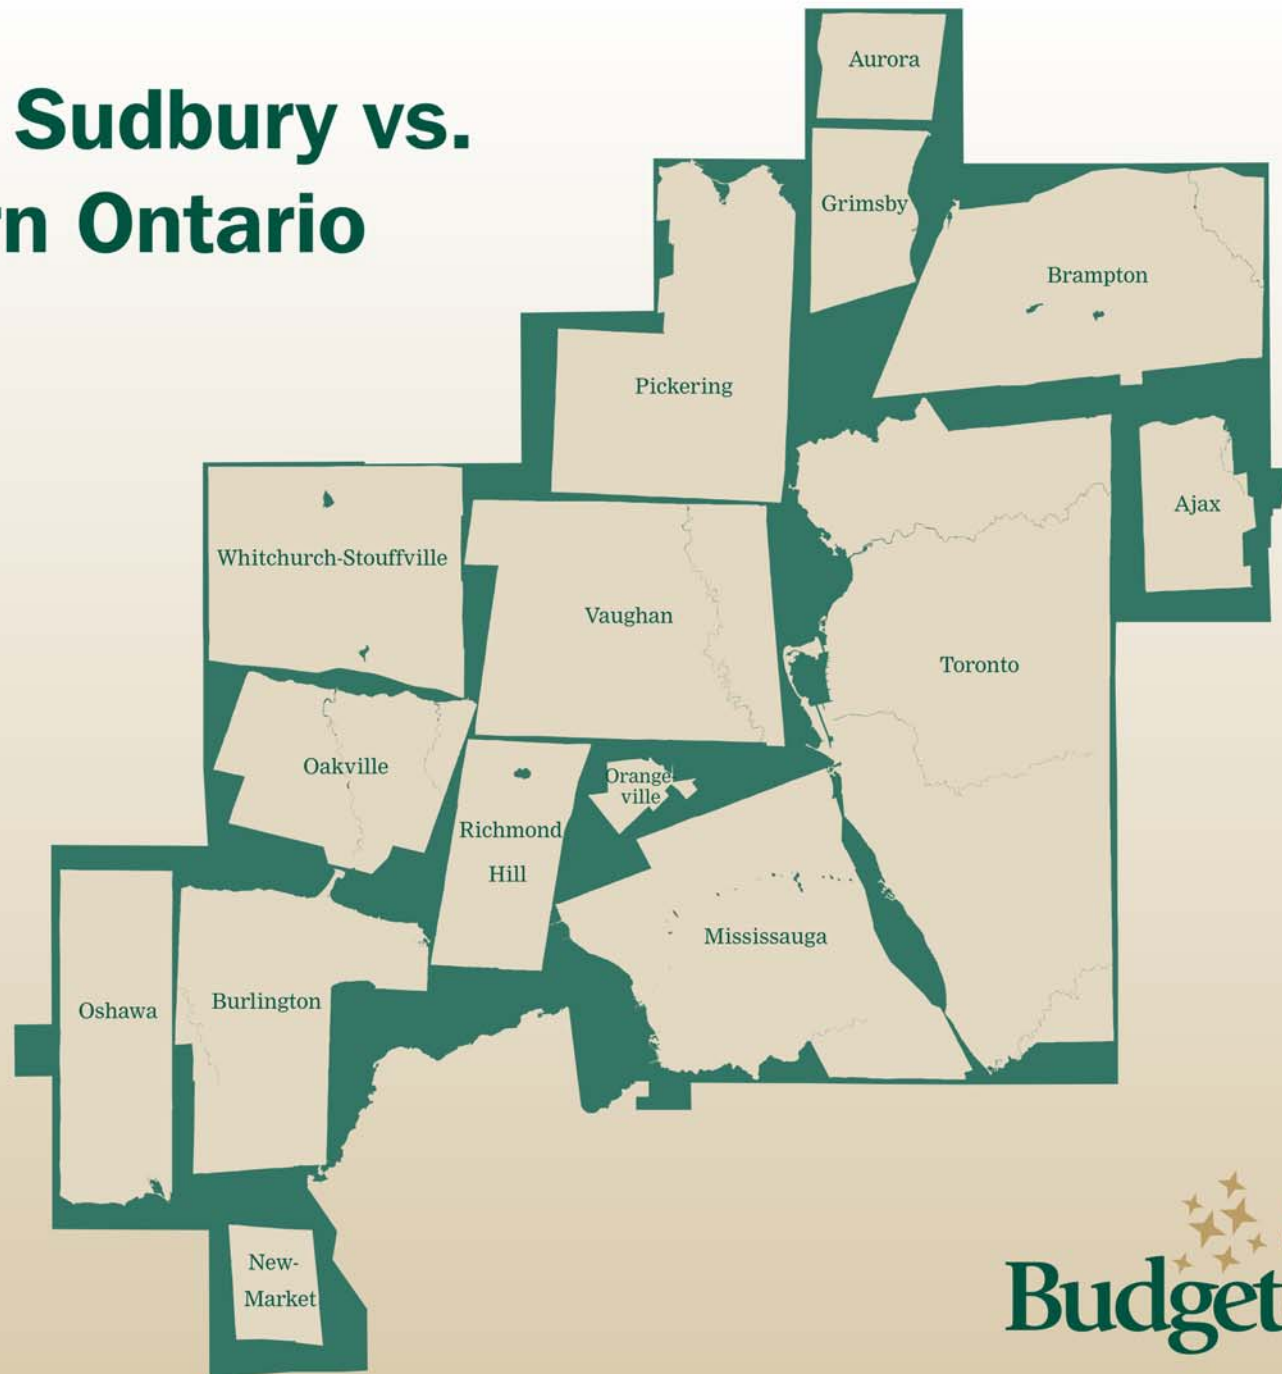 Sudbury vs.
n Ontario
Aurora
Grimsby
Brampton
Pickering
Ajax
Whitchurch-Stouffville
Vaughan
Toronto
Oakville
Orange-
ville
Richmond
Hill
Mississauga
Oshawa
Burlington
New-
Market
Budget